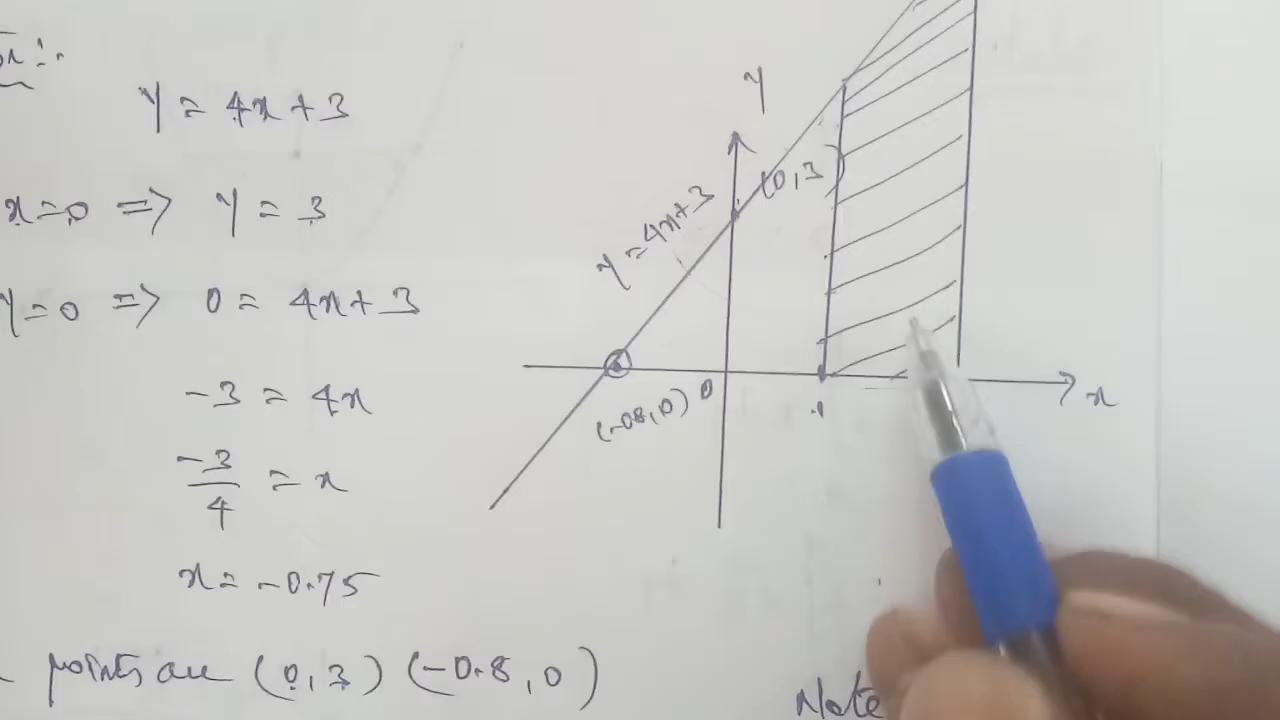 y = 4x+3
x=0 => y = 3
y=0 => 0 = 4x+3
-3 = 4x
-3/4 = x
x = -0.75
points are (0,3) (-0.8,0)
y
(0,3)
y=4x+3
(-0.8,0)
0
1
x
Note